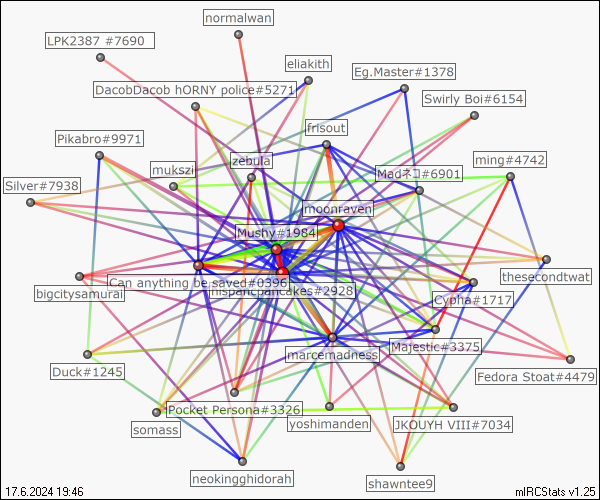 normalwan
LPK2387 #7690
eliakith
Eg.Master#1378
DacobDacob hORNY police#5271
Swirly Boi#6154
frisout
Pikabro#9971
zebula
ming#4742
mukszi
Madネコ#6901
Silver#7938
moonraven
Mushy#1984
thesecondtwat
Can anything be saved#0396
bigcitysamurai
Cypha#1717
marcemadness
Majestic#3375
Duck#1245
Fedora Stoat#4479
Pocket Persona#3326
somass
yoshimanden
JKOUYH VIII#7034
neokingghidorah
shawntee9
17.6.2024 19:46
mIRCStats v1.25